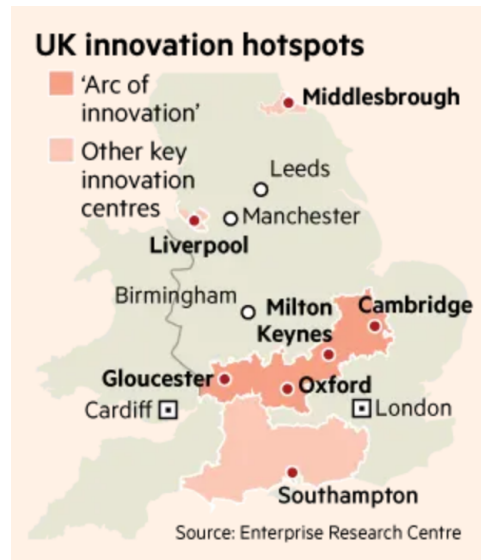 UK innovation hotspots
‘Arc of
innovation’
Other key
innovation
centres
Middlesbrough
Leeds
Manchester
Liverpool
Birmingham
Milton
Keynes
Cambridge
Gloucester
Oxford
Cardiff
London
Southampton
Source: Enterprise Research Centre